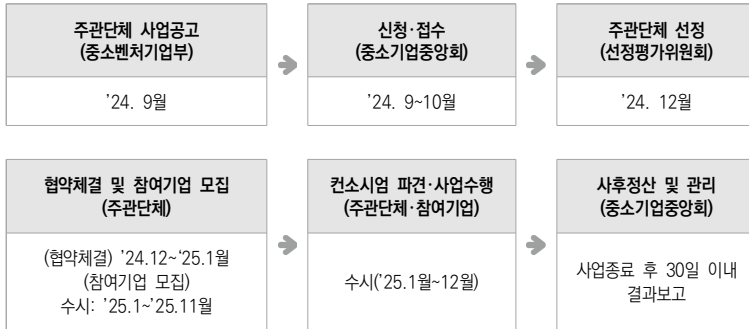 주관단체 사업공고
(중소벤처기업부)
’24. 9월
신청·접수
(중소기업중앙회)
’24. 9~10월
주관단체 선정
(선정평가위원회)
’24. 12월
협약체결 및 참여기업 모집
(주관단체)
(협약체결) ’24.12~‘25.1월
(참여기업 모집)
수시: ’25.1~’25.11월
컨소시엄 파견·사업수행
(주관단체·참여기업)
수시(’25.1월~12월)
사후정산 및 관리
(중소기업중앙회)
사업종료 후 30일 이내
결과보고